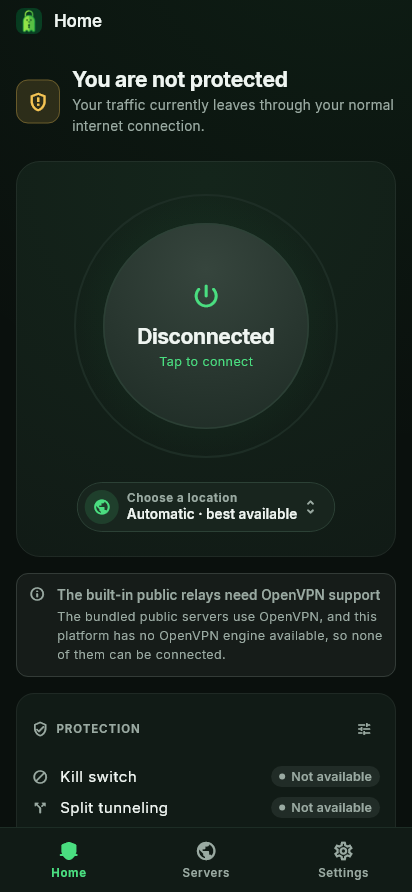 Home
You are not protected
Your traffic currently leaves through your normal
internet connection.
Disconnected
Tap to connect
Choose a location
Automatic · best available
The built-in public relays need OpenVPN support
The bundled public servers use OpenVPN, and this
platform has no OpenVPN engine available, so none
of them can be connected.
PROTECTION
Kill switch
Not available
Split tunneling
Not available
Home
Servers
Settings